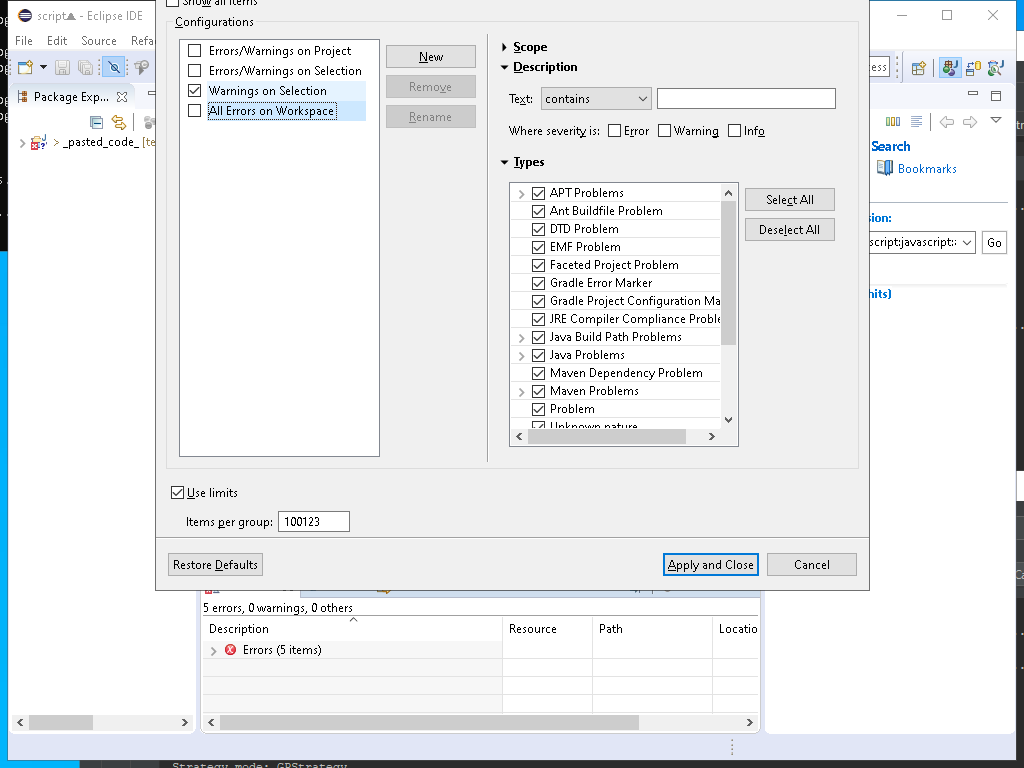 script▲ - Eclipse IDE
Show all items
File Edit Source Refa
Configurations
Errors/Warnings on Project
Errors/Warnings on Selection
Warnings on Selection
All Errors on Workspace
New
Remove
Rename
Scope
Description
Text: contains
Where severity is: Error Warning Info
Types
APT Problems
Ant Buildfile Problem
DTD Problem
EMF Problem
Faceted Project Problem
Gradle Error Marker
Gradle Project Configuration Ma
JRE Compiler Compliance Proble
Java Build Path Problems
Java Problems
Maven Dependency Problem
Maven Problems
Problem
Unknown nature
Select All
Deselect All
Use limits
Items per group: 100123
Restore Defaults
Apply and Close
Cancel
Package Exp...
> _pasted_code_ [te
ess
Search
Bookmarks
sion:
script:javascript:
Go
hits)
5 errors, 0 warnings, 0 others
Description Resource Path Locatio
Errors (5 items)
Strategy mode: GPStrategy